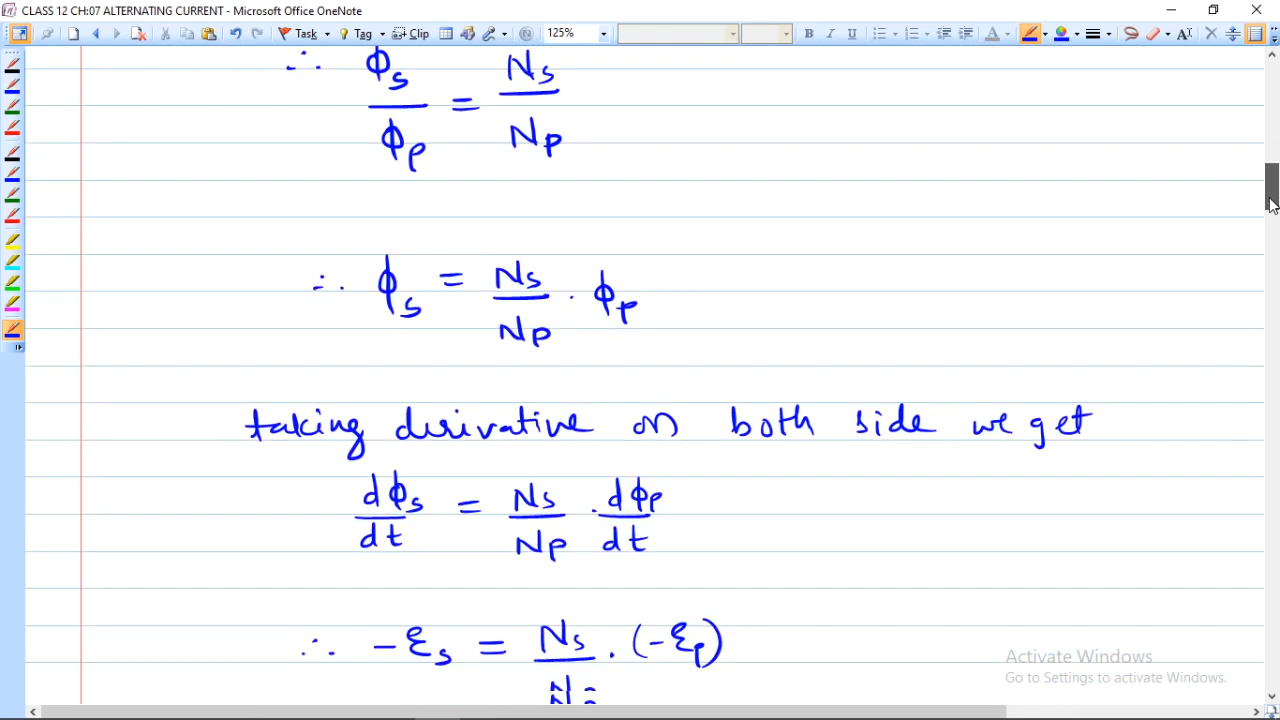 CLASS 12 CH:07 ALTERNATING CURRENT - Microsoft Office OneNote
Task Tag Clip 125% B I U
∴ ϕs/ϕp = Ns/Np
∴ ϕs = Ns/Np · ϕp
taking derivative on both side we get
dϕs/dt = Ns/Np · dϕp/dt
∴ -εs = Ns/Np · (-εp)
Activate Windows
Go to Settings to activate Windows.